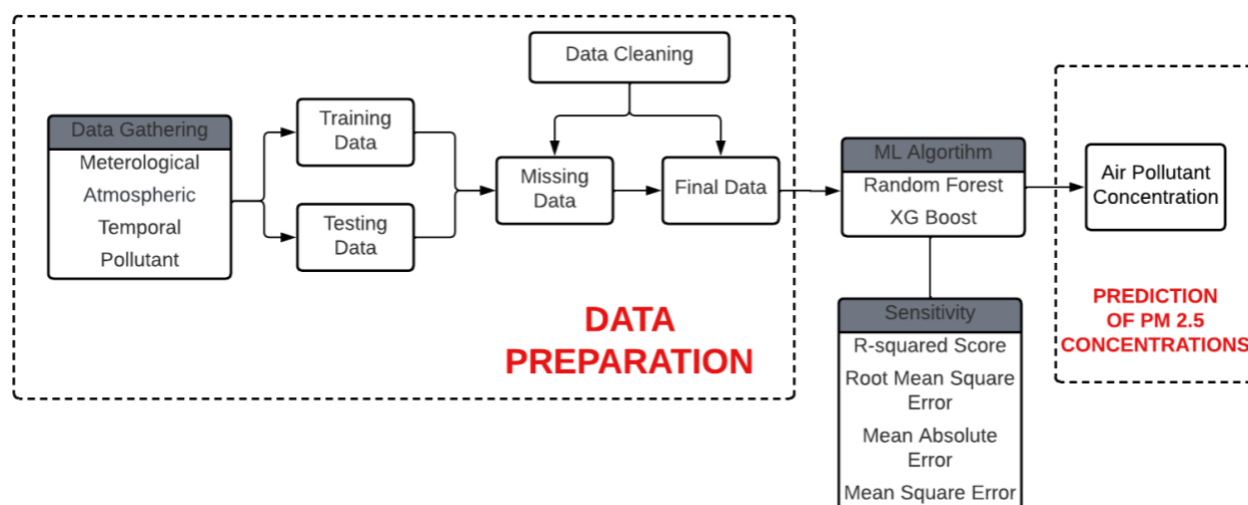 Data Cleaning
Data Gathering
Meterological
Atmospheric
Temporal
Pollutant
Training
Data
Testing
Data
Missing
Data
Final Data
DATA
PREPARATION
ML Algortihm
Random Forest
XG Boost
Sensitivity
R-squared Score
Root Mean Square
Error
Mean Absolute
Error
Mean Square Error
Air Pollutant
Concentration
PREDICTION
OF PM 2.5
CONCENTRATIONS